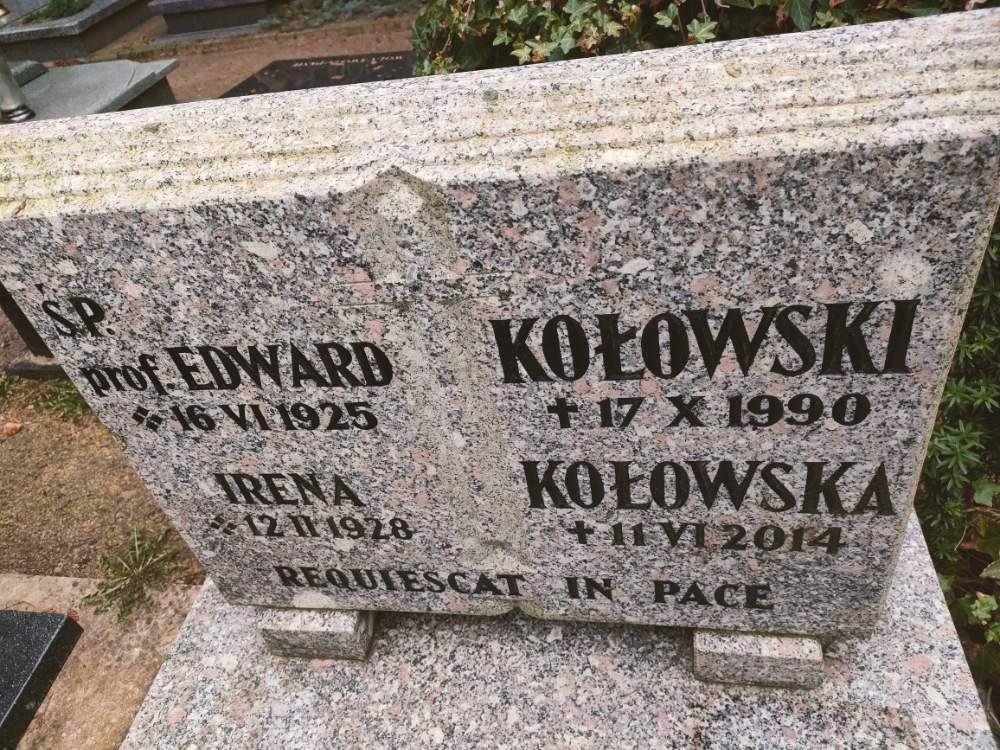 Ś.P.
prof. EDWARD KOŁOWSKI
16 VI 1925 † 17 X 1990
IRENA KOŁOWSKA
12 II 1928 † 11 VI 2014
REQUIESCAT IN PACE